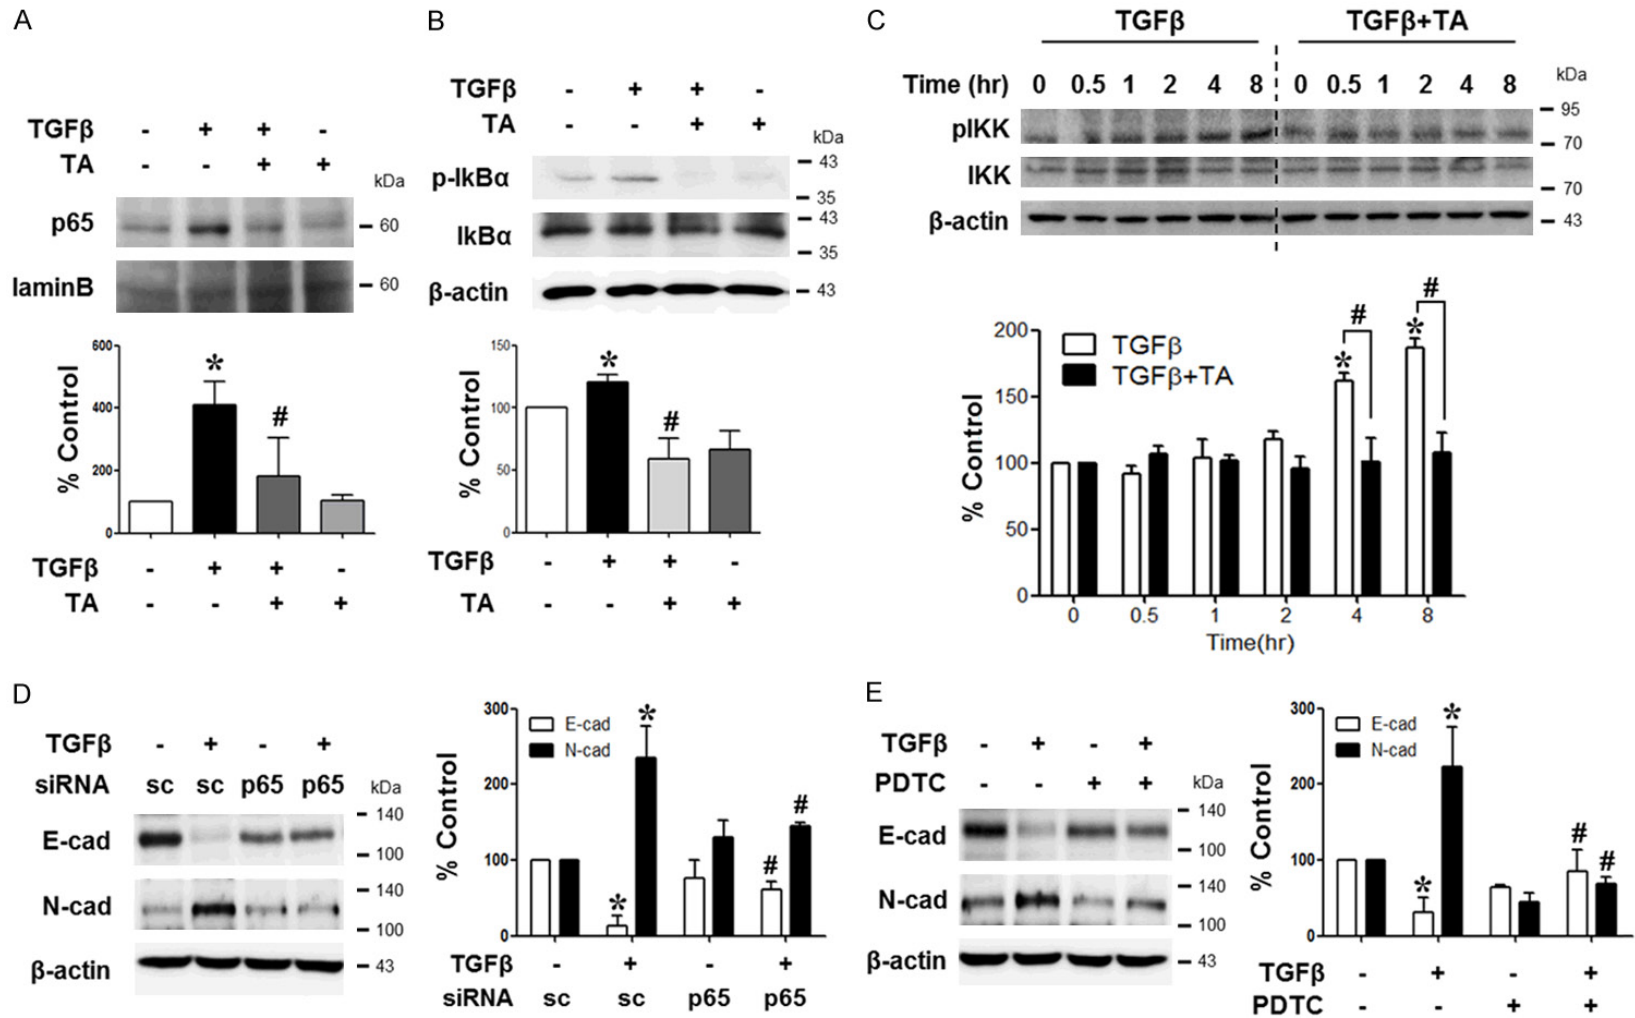 A
TGFβ - + + -
TA - - + +
kDa
p65 60
laminB 60
600
400
200
0
% Control
*
#
TGFβ - + + -
TA - - + +
B
TGFβ - + + -
TA - - + +
kDa
p-IkBα 43
35
IkBα 43
35
β-actin 43
150
100
50
0
% Control
*
#
TGFβ - + + -
TA - - + +
C
TGFβ TGFβ+TA
Time (hr) 0 0.5 1 2 4 8 0 0.5 1 2 4 8
kDa
pIKK 95
70
IKK
70
β-actin 43
200
150
100
50
0
% Control
TGFβ
TGFβ+TA
* # * #
0 0.5 1 2 4 8
Time(hr)
D
TGFβ - + - +
siRNA sc sc p65 p65
kDa
E-cad 140
100
N-cad 140
100
β-actin 43
300
200
100
0
% Control
E-cad
N-cad
* * # #
TGFβ - + - +
siRNA sc sc p65 p65
E
TGFβ - + - +
PDTC - - + +
kDa
E-cad 140
100
N-cad 140
100
β-actin 43
300
200
100
0
% Control
E-cad
N-cad
* * # #
TGFβ - + - +
PDTC - - + +